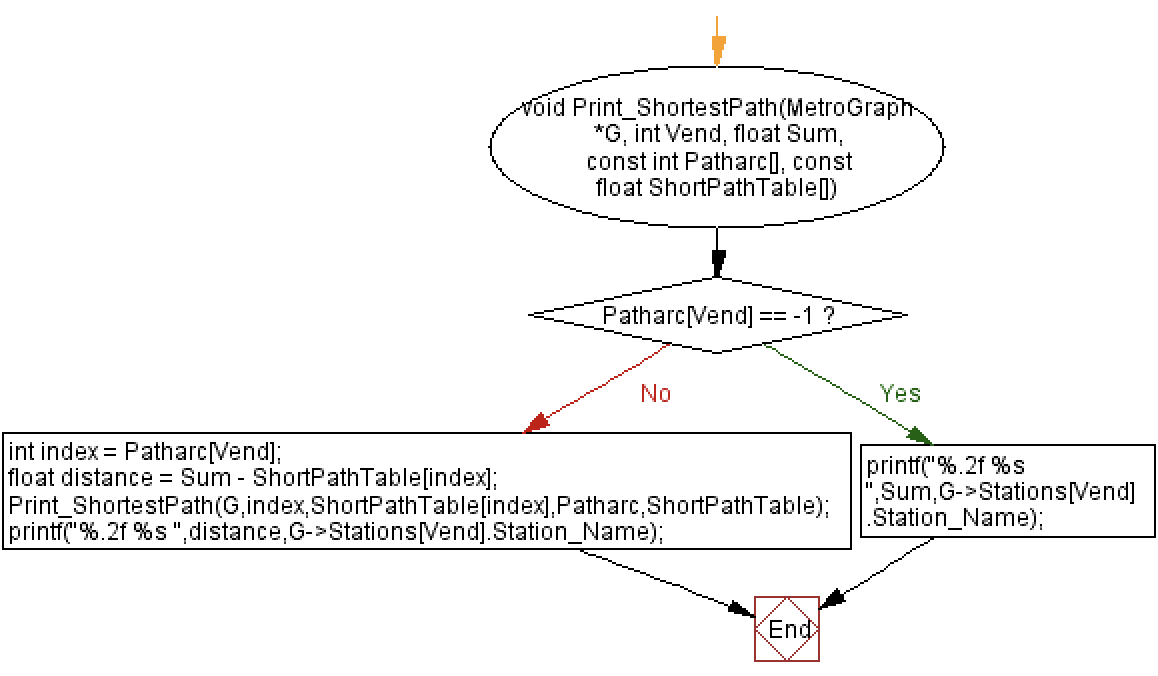 void Print_ShortestPath(MetroGraph
*G, int Vend, float Sum,
const int Patharc[], const
float ShortPathTable[])
Patharc[Vend] == -1 ?
No
Yes
int index = Patharc[Vend];
float distance = Sum - ShortPathTable[index];
Print_ShortestPath(G,index,ShortPathTable[index],Patharc,ShortPathTable);
printf("%.2f %s ",distance,G->Stations[Vend].Station_Name);
printf("%.2f %s
",Sum,G->Stations[Vend]
.Station_Name);
End